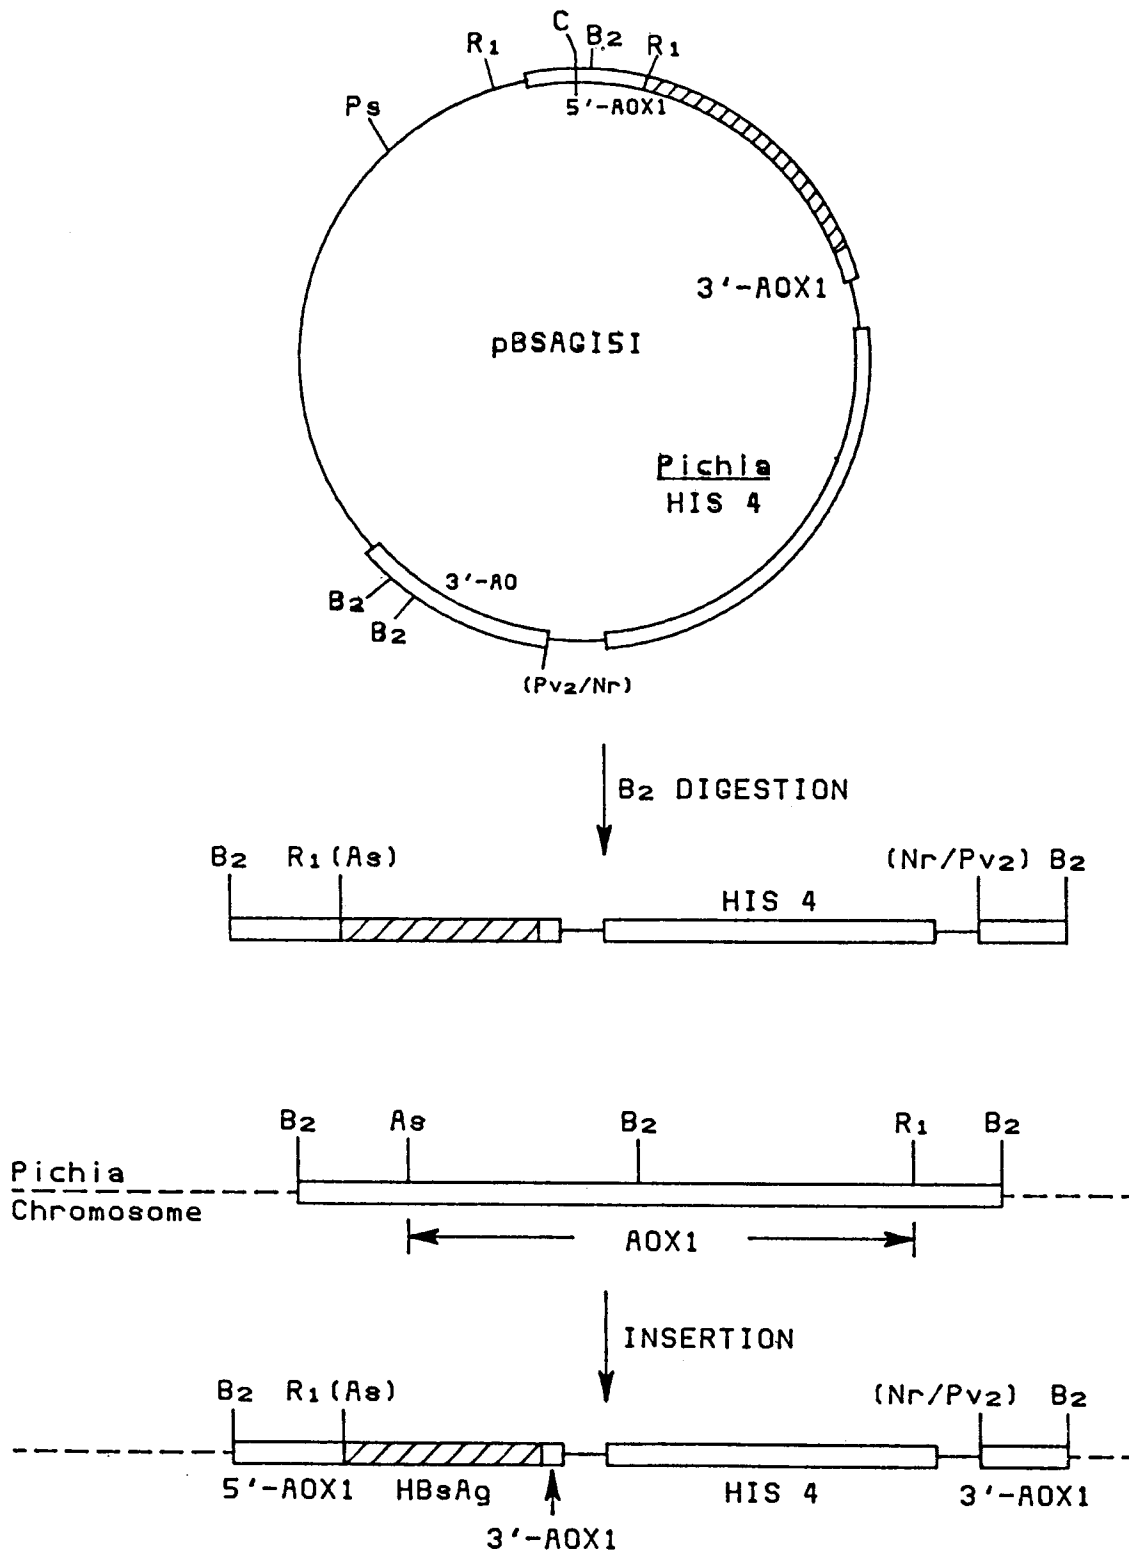 C
B2
R1
R1
5'-AOX1
Ps
3'-AOX1
pBSAGI5I
Pichia
HIS 4
3'-AO
B2
B2
(Pv2/Nr)
B2 DIGESTION
B2 R1(As) (Nr/Pv2) B2
HIS 4
B2 As B2 R1 B2
Pichia
Chromosome
AOX1
INSERTION
B2 R1(As) (Nr/Pv2) B2
5'-AOX1 HBsAg HIS 4 3'-AOX1
3'-AOX1